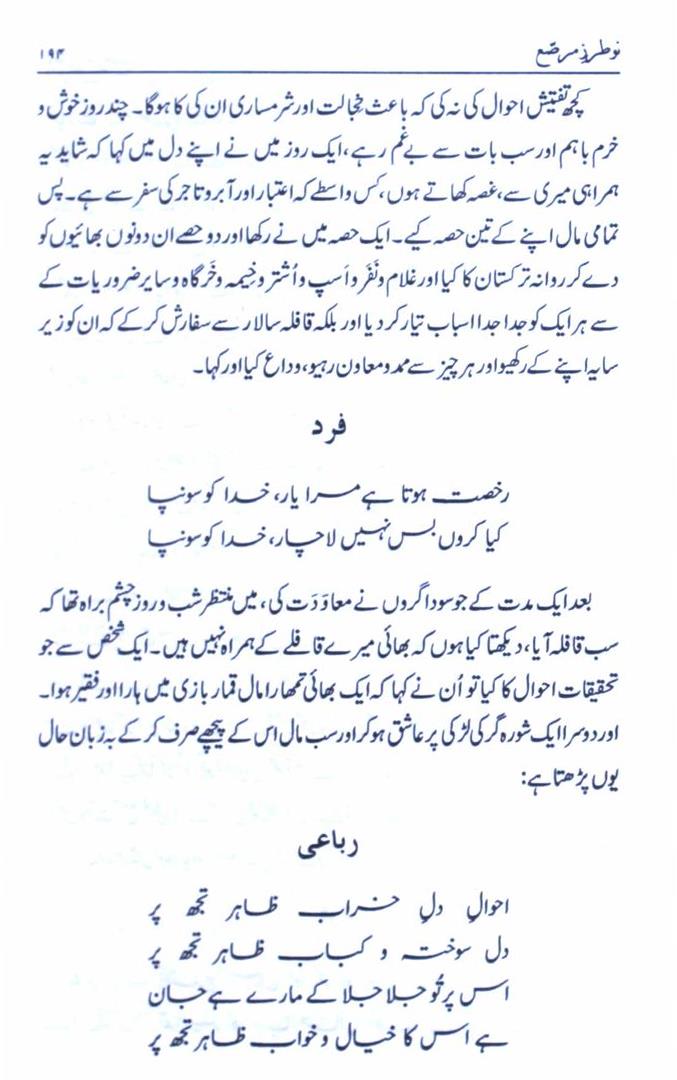 نو طرزِ مرصّع
۱۹۴
کچھ تفتیش احوال کی نہ کی کہ باعث خجالت اور شرمساری ان کی کا ہوگا۔ چند روز خوش و
خرم باہم اور سب بات سے بے غم رہے، ایک روز میں نے اپنے دل میں کہا کہ شاید یہ
ہمراہی میری سے، غصہ کھاتے ہوں، کس واسطے کہ اعتبار اور آبرو تاجر کی سفر سے ہے۔ پس
تمامی مال اپنے کے تین حصہ کیے۔ ایک حصہ میں نے رکھا اور دو حصے ان دونوں بھائیوں کو
دے کر روانہ ترکستان کا کیا اور غلام و نَفَر و اَسپ و اُشتر و خیمہ و خَرگاہ و سایر ضروریات کے
سے ہر ایک کو جدا جدا اسباب تیار کر دیا اور بلکہ قافلہ سالار سے سفارش کر کے کہ ان کو زیر
سایہ اپنے کے رکھیو اور ہر چیز سے ممد و معاون رہیو، وداع کیا اور کہا۔
فرد
رخصت ہوتا ہے مرا یار، خدا کو سونپا
کیا کروں بس نہیں لاچار، خدا کو سونپا
بعد ایک مدت کے جو سوداگروں نے معاوَدَت کی، میں منتظر شب و روز چشم براہ تھا کہ
سب قافلہ آیا، دیکھتا کیا ہوں کہ بھائی میرے قافلے کے ہمراہ نہیں ہیں۔ ایک شخص سے جو
تحقیقات احوال کا کیا تو اُن نے کہا کہ ایک بھائی تمھارا مال قمار بازی میں ہارا اور فقیر ہوا۔
اور دوسرا ایک شورہ گر کی لڑکی پر عاشق ہو کر اور سب مال اس کے پیچھے صرف کر کے بہ زبان حال
یوں پڑھتا ہے:
رباعی
احوالِ دلِ خراب ظاہر تجھ پر
دل سوختہ و کباب ظاہر تجھ پر
اس پر تُو جلا جلا کے مارے ہے جان
ہے اس کا خیال و خواب ظاہر تجھ پر